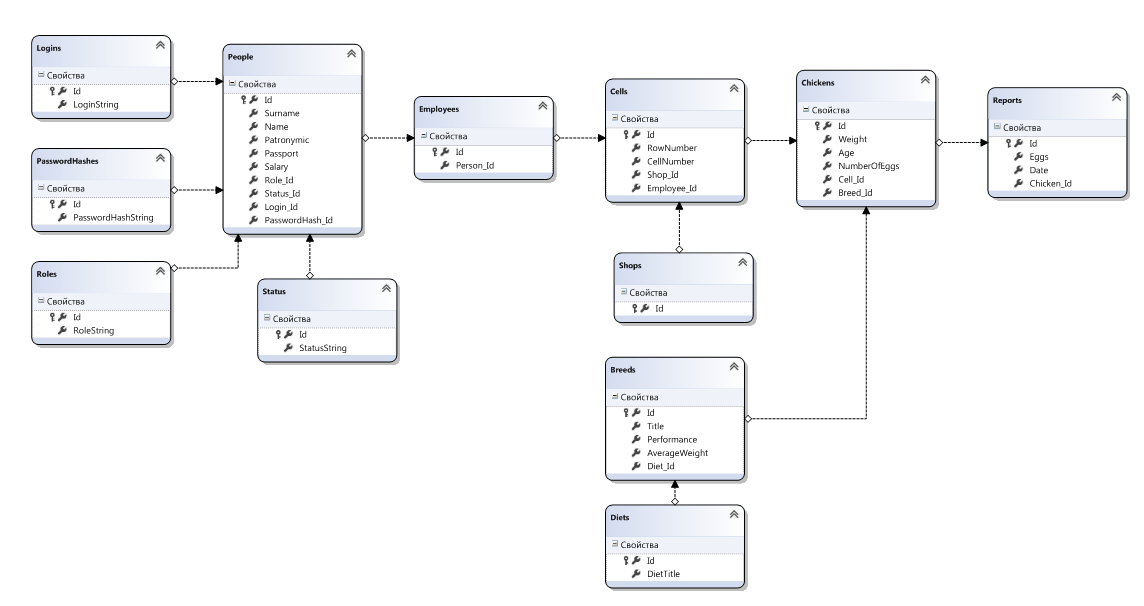 Logins
Свойства
Id
LoginString
PasswordHashes
Свойства
Id
PasswordHashString
Roles
Свойства
Id
RoleString
People
Свойства
Id
Surname
Name
Patronymic
Passport
Salary
Role_Id
Status_Id
Login_Id
PasswordHash_Id
Status
Свойства
Id
StatusString
Employees
Свойства
Id
Person_Id
Cells
Свойства
Id
RowNumber
CellNumber
Shop_Id
Employee_Id
Shops
Свойства
Id
Breeds
Свойства
Id
Title
Performance
AverageWeight
Diet_Id
Diets
Свойства
Id
DietTitle
Chickens
Свойства
Id
Weight
Age
NumberOfEggs
Cell_Id
Breed_Id
Reports
Свойства
Id
Eggs
Date
Chicken_Id